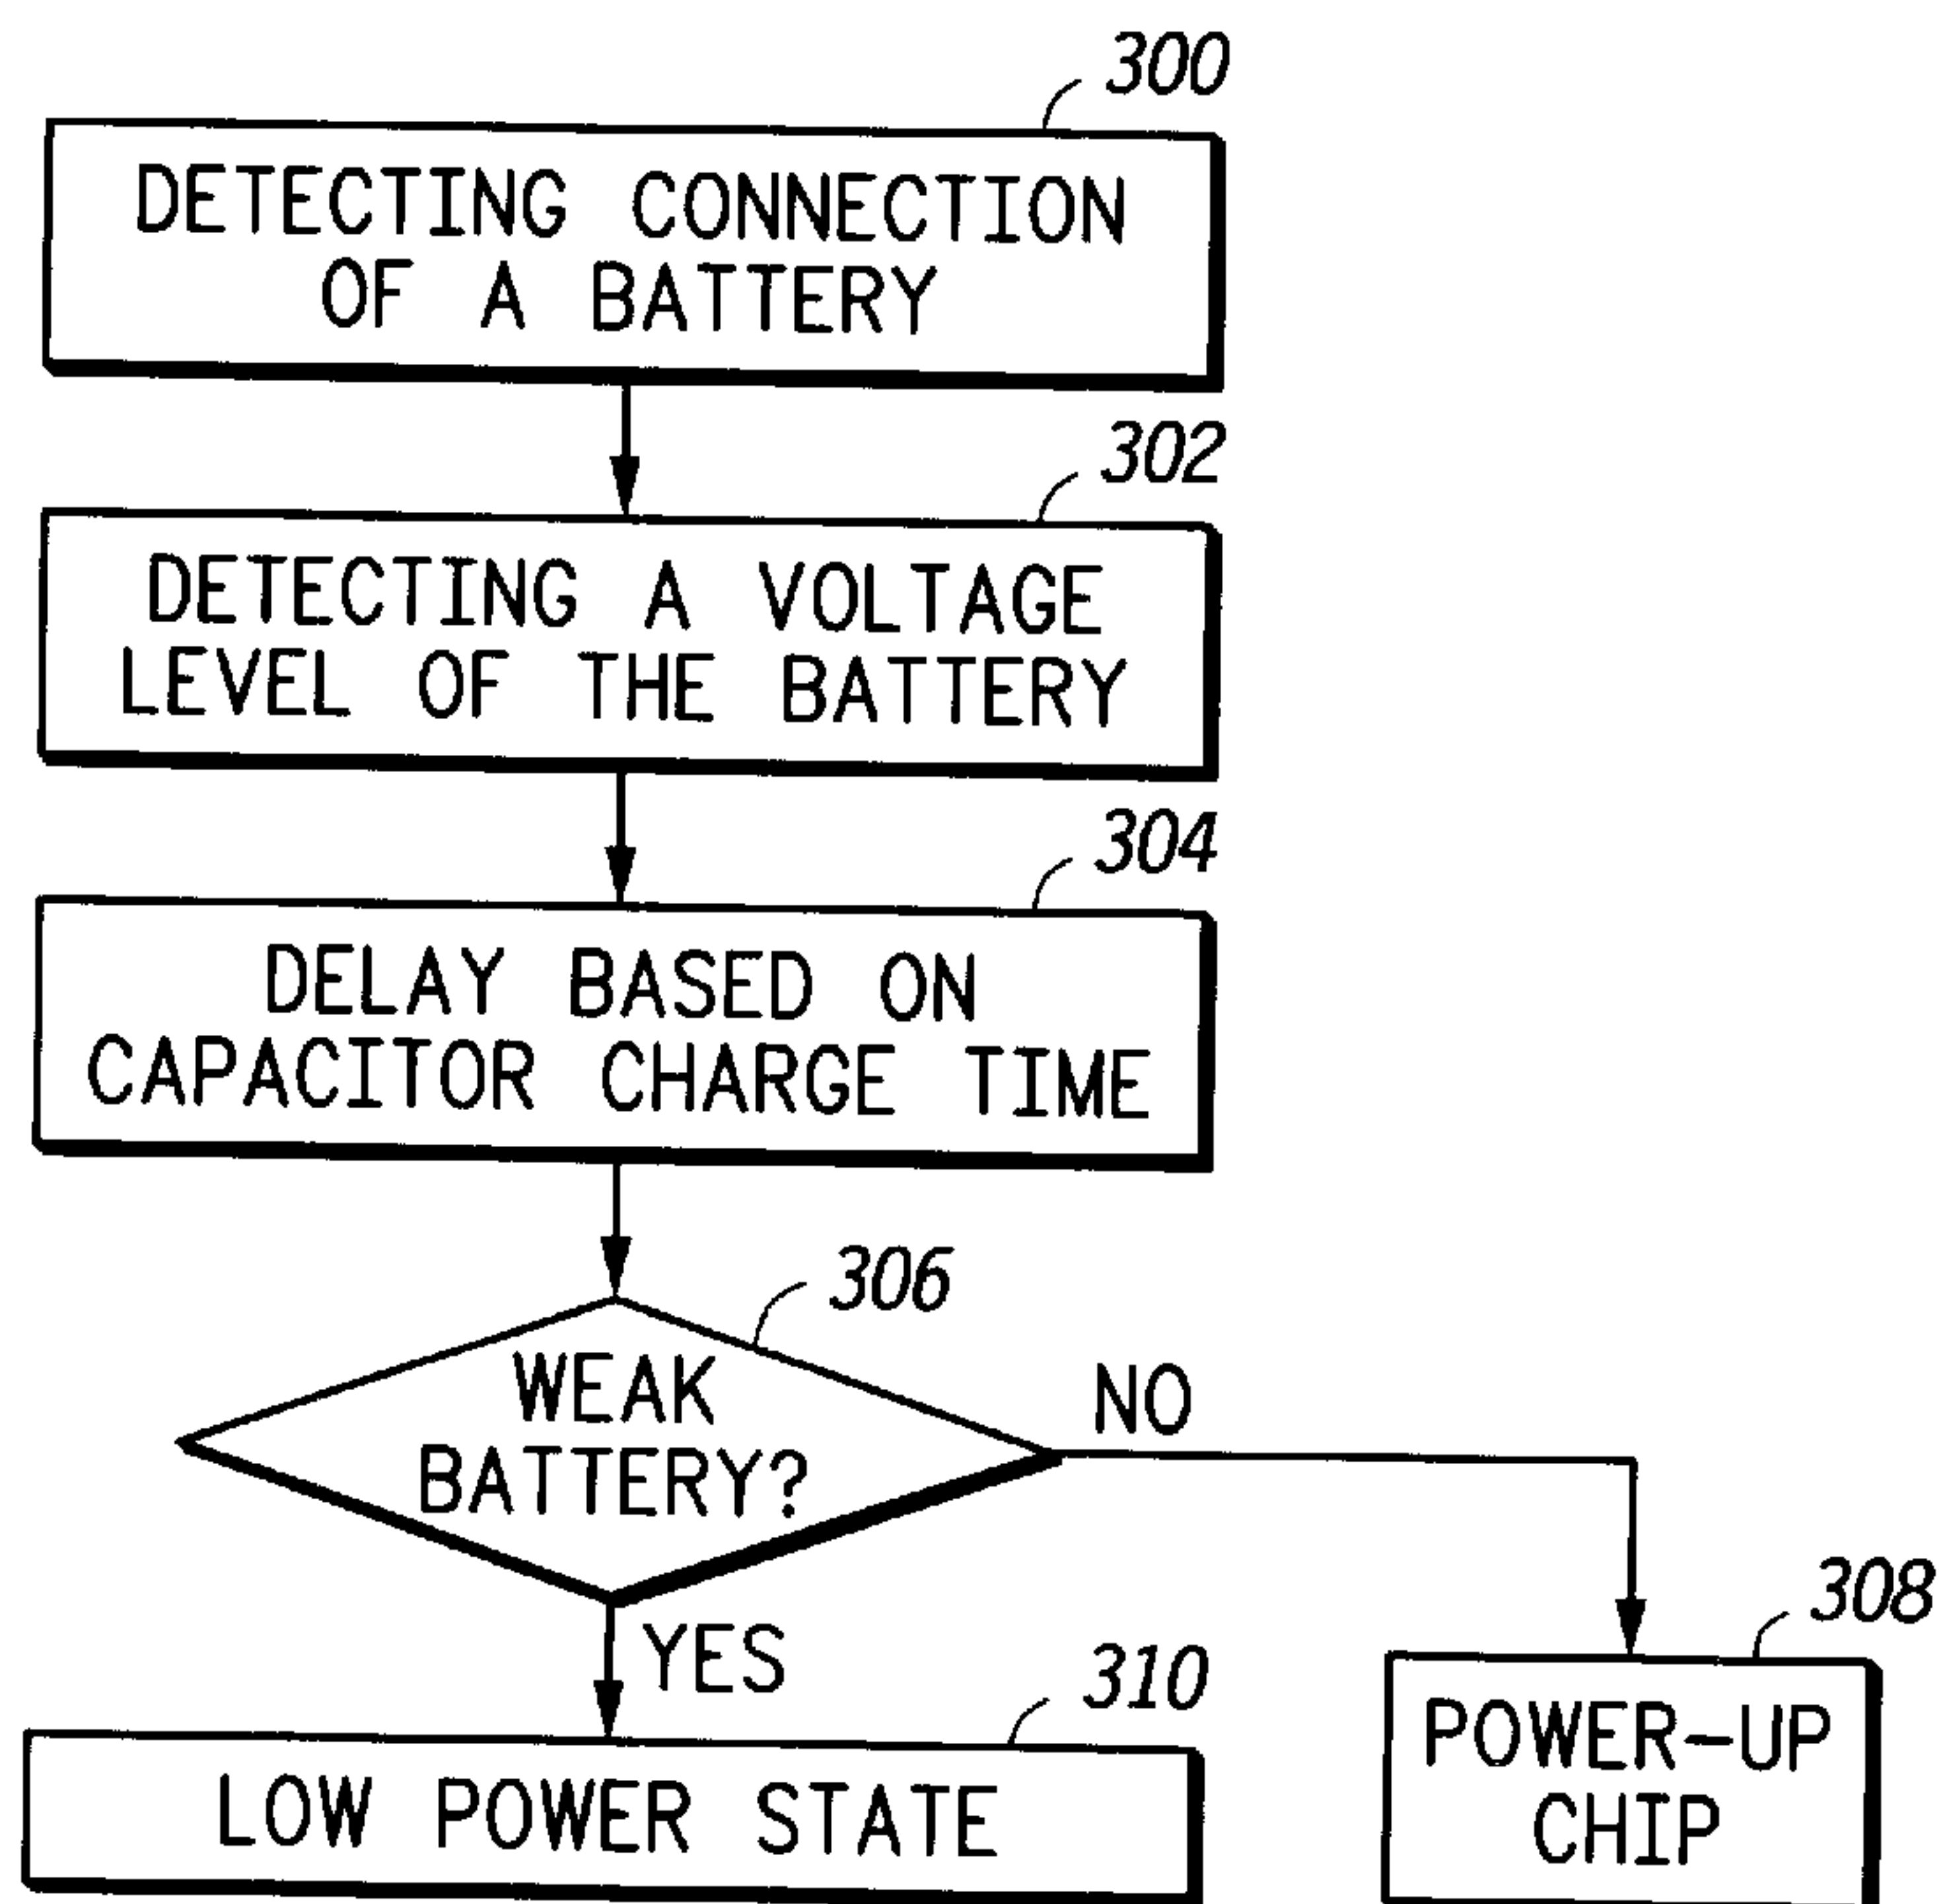 300
DETECTING CONNECTION
OF A BATTERY
302
DETECTING A VOLTAGE
LEVEL OF THE BATTERY
304
DELAY BASED ON
CAPACITOR CHARGE TIME
306
WEAK
BATTERY?
NO
YES
308
POWER-UP
CHIP
310
LOW POWER STATE